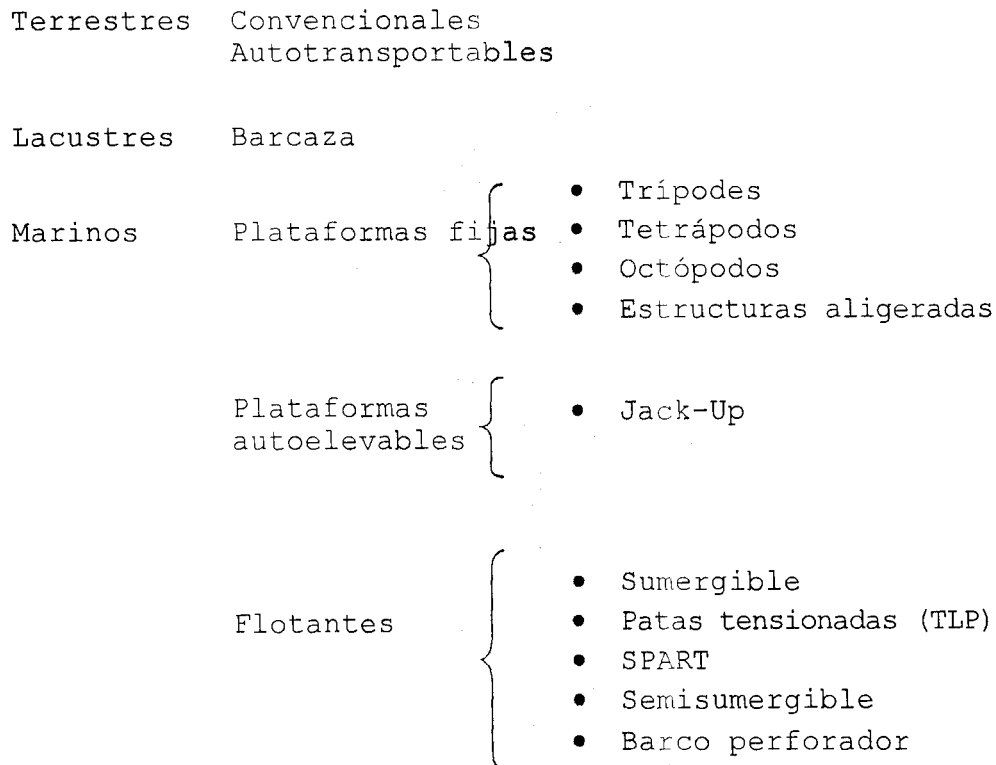 Terrestres Convencionales
Autotransportables
Lacustres Barcaza
Marinos Plataformas fijas
• Trípodes
• Tetrápodos
• Octópodos
• Estructuras aligeradas
Plataformas
autoelevables
• Jack-Up
Flotantes
• Sumergible
• Patas tensionadas (TLP)
• SPART
• Semisumergible
• Barco perforador